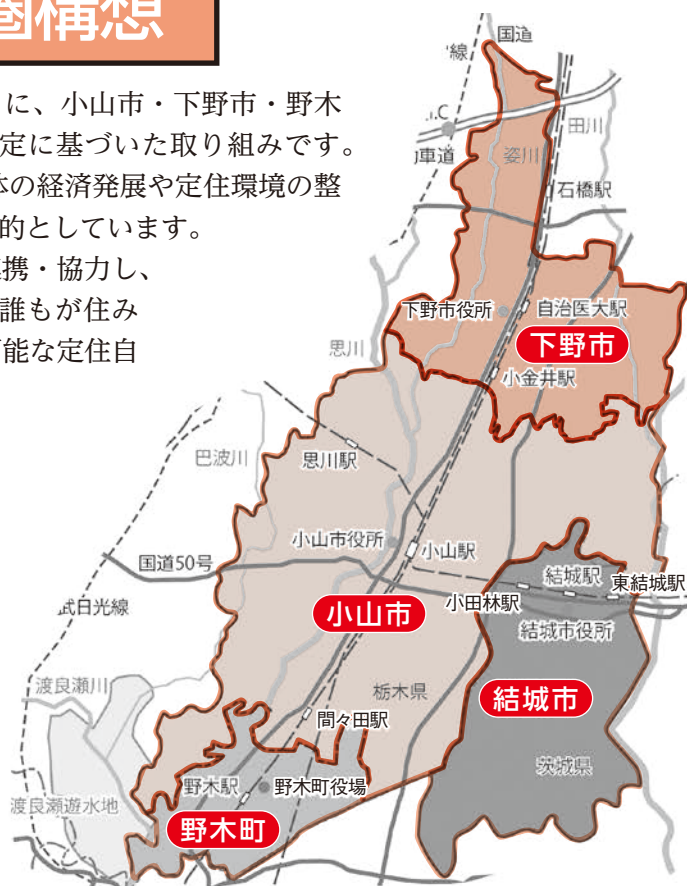 圏構想
に、小山市・下野市・野木
定に基づいた取り組みです。
体の経済発展や定住環境の整
的としています。
携・協力し、
誰もが住み
可能な定住自
国道
線
車道
田川
姿川
石橋駅
下野市役所
自治医大駅
下野市
思川
小金井駅
巴波川
思川駅
小山市役所
小山駅
国道50号
結城駅
東結城駅
小田林駅
武日光線
小山市
結城市役所
渡良瀬川
栃木県
結城市
間々田駅
茨城県
野木駅
野木町役場
渡良瀬遊水地
野木町